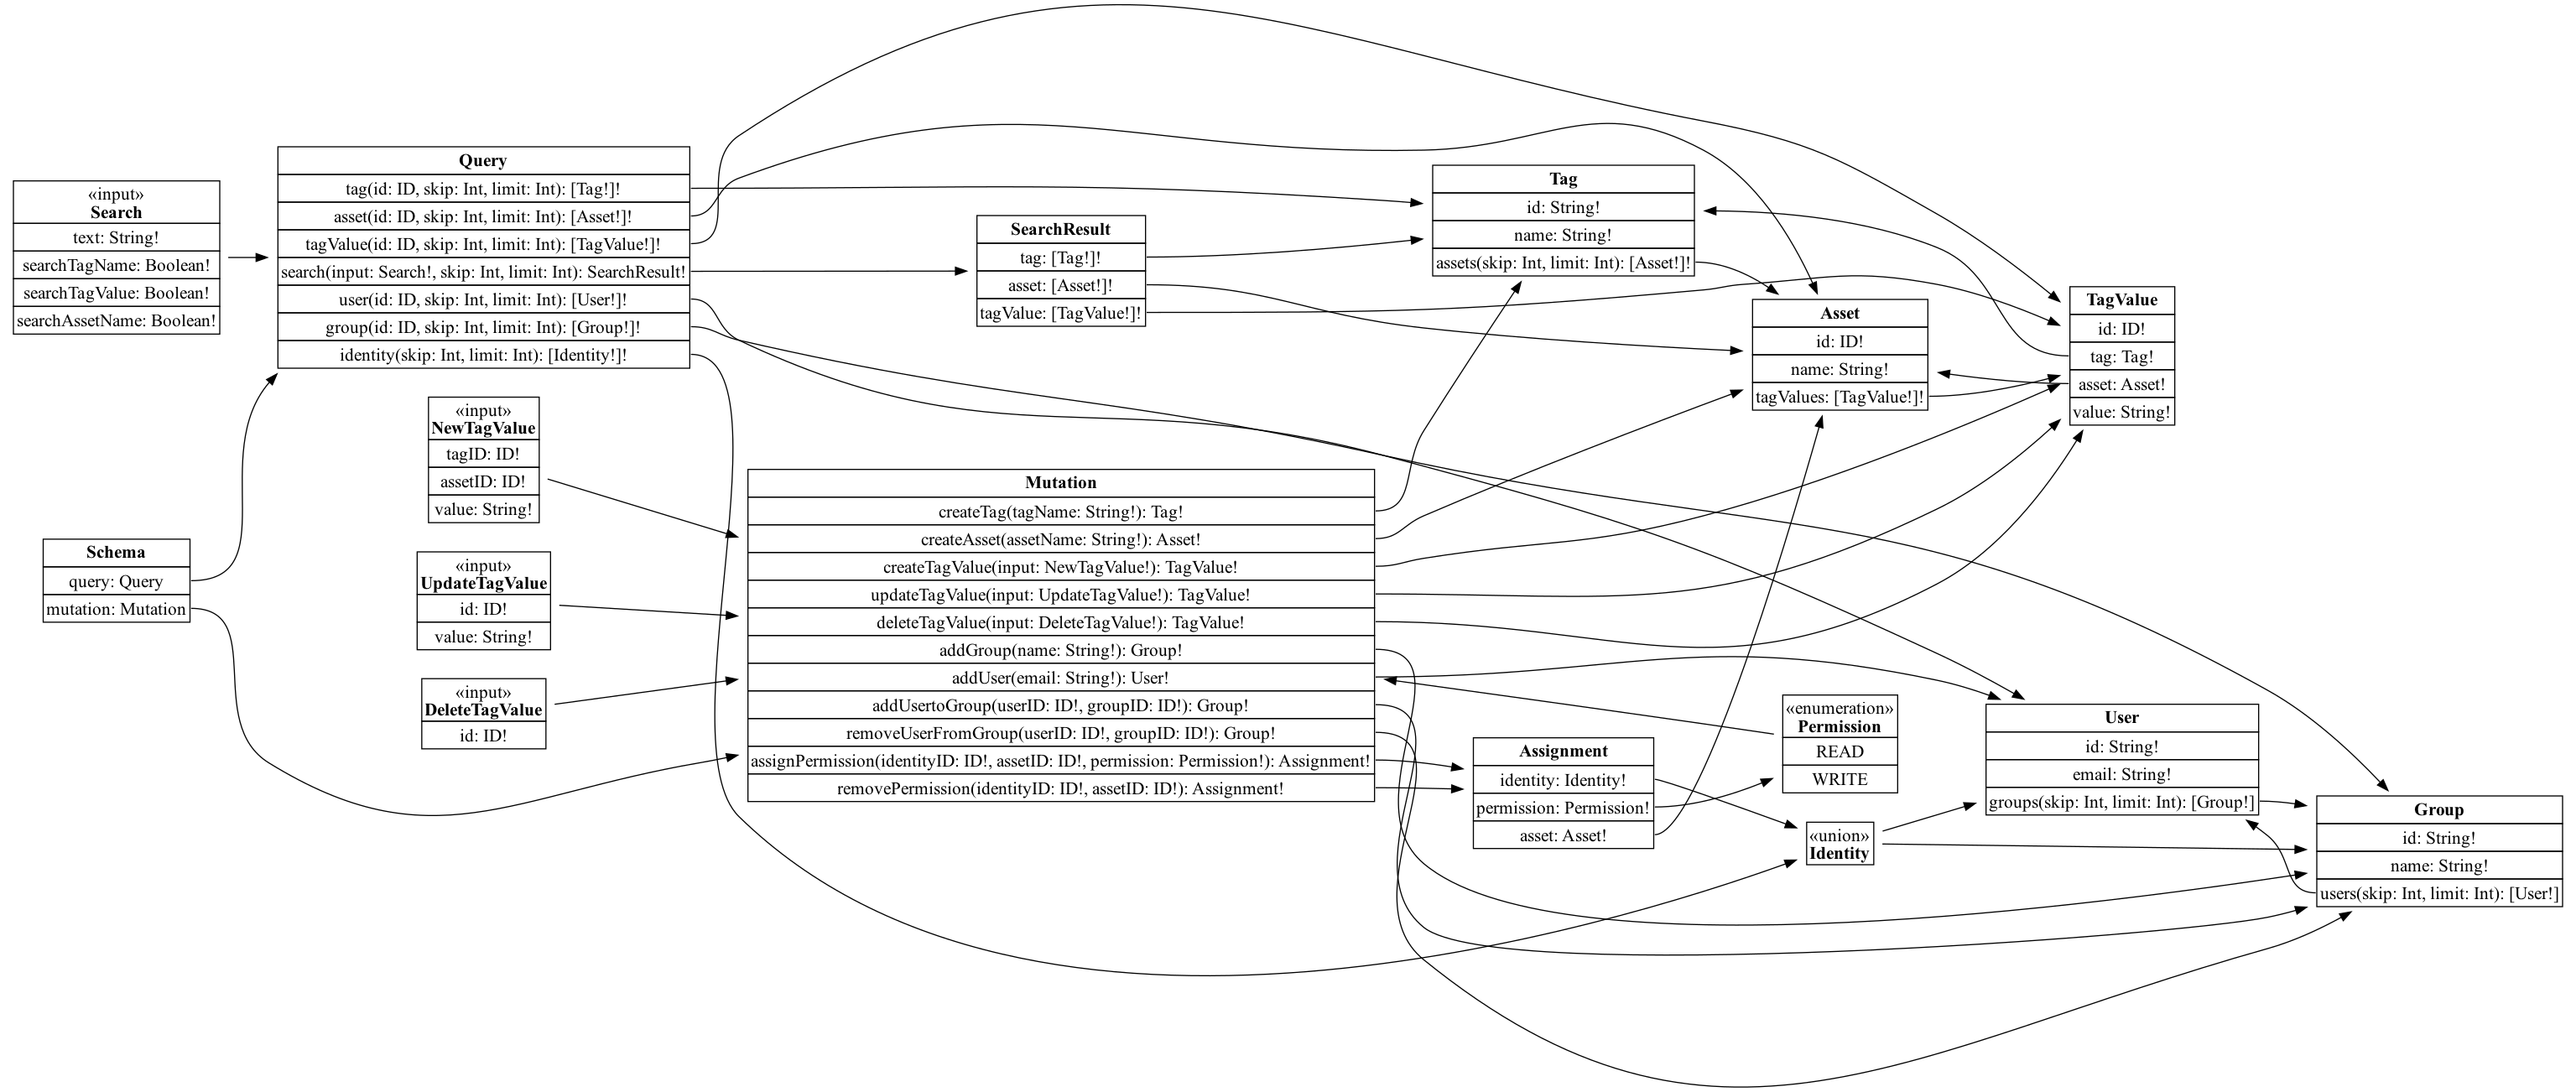 «input»
Search
text: String!
searchTagName: Boolean!
searchTagValue: Boolean!
searchAssetName: Boolean!
Schema
query: Query
mutation: Mutation
Query
tag(id: ID, skip: Int, limit: Int): [Tag!]!
asset(id: ID, skip: Int, limit: Int): [Asset!]!
tagValue(id: ID, skip: Int, limit: Int): [TagValue!]!
search(input: Search!, skip: Int, limit: Int): SearchResult!
user(id: ID, skip: Int, limit: Int): [User!]!
group(id: ID, skip: Int, limit: Int): [Group!]!
identity(skip: Int, limit: Int): [Identity!]!
«input»
NewTagValue
tagID: ID!
assetID: ID!
value: String!
«input»
UpdateTagValue
id: ID!
value: String!
«input»
DeleteTagValue
id: ID!
Mutation
createTag(tagName: String!): Tag!
createAsset(assetName: String!): Asset!
createTagValue(input: NewTagValue!): TagValue!
updateTagValue(input: UpdateTagValue!): TagValue!
deleteTagValue(input: DeleteTagValue!): TagValue!
addGroup(name: String!): Group!
addUser(email: String!): User!
addUsertoGroup(userID: ID!, groupID: ID!): Group!
removeUserFromGroup(userID: ID!, groupID: ID!): Group!
assignPermission(identityID: ID!, assetID: ID!, permission: Permission!): Assignment!
removePermission(identityID: ID!, assetID: ID!): Assignment!
SearchResult
tag: [Tag!]!
asset: [Asset!]!
tagValue: [TagValue!]!
Tag
id: String!
name: String!
assets(skip: Int, limit: Int): [Asset!]!
Asset
id: ID!
name: String!
tagValues: [TagValue!]!
TagValue
id: ID!
tag: Tag!
asset: Asset!
value: String!
Assignment
identity: Identity!
permission: Permission!
asset: Asset!
«enumeration»
Permission
READ
WRITE
«union»
Identity
User
id: String!
email: String!
groups(skip: Int, limit: Int): [Group!]
Group
id: String!
name: String!
users(skip: Int, limit: Int): [User!]